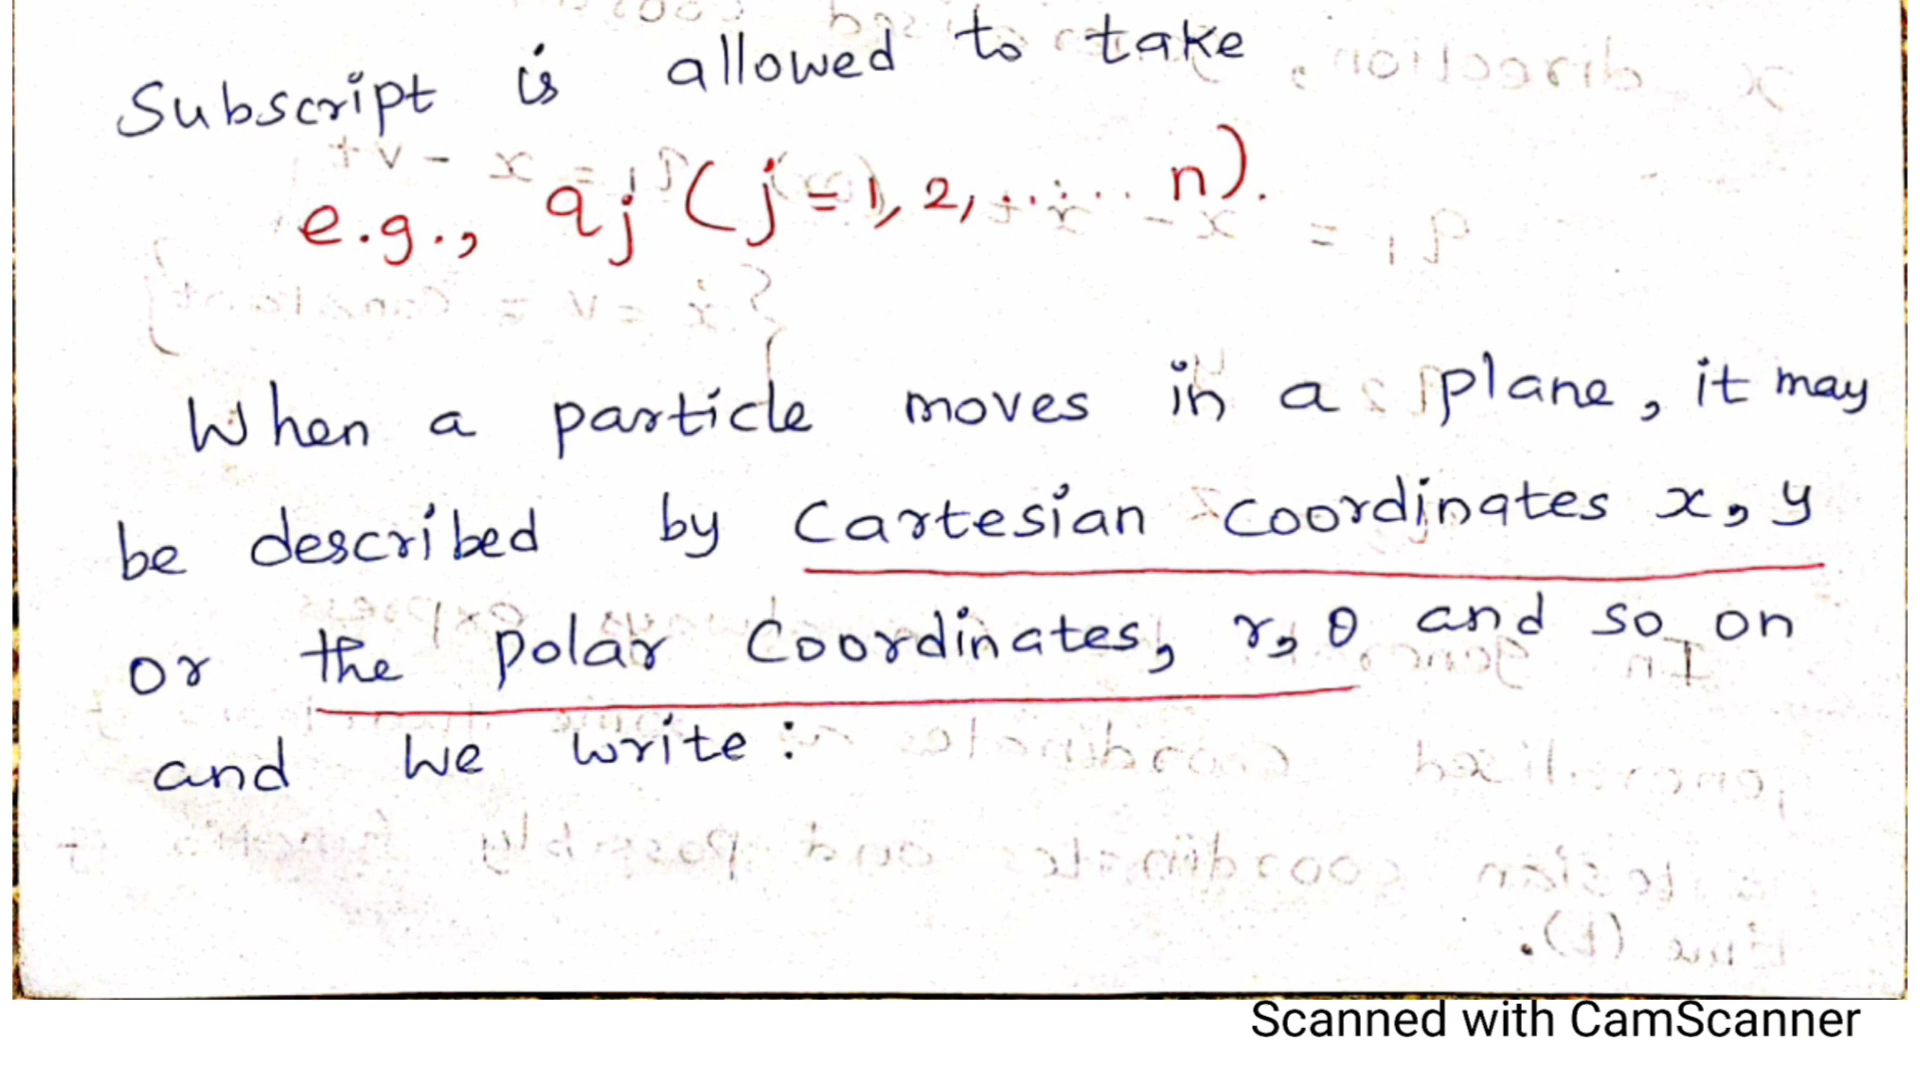 Subscript is allowed to take
e.g., qj (j = 1, 2, ...... n).
When a particle moves in a plane, it may
be described by Cartesian coordinates x, y
or the polar Coordinates, r, θ and so on
and we write:
Scanned with CamScanner